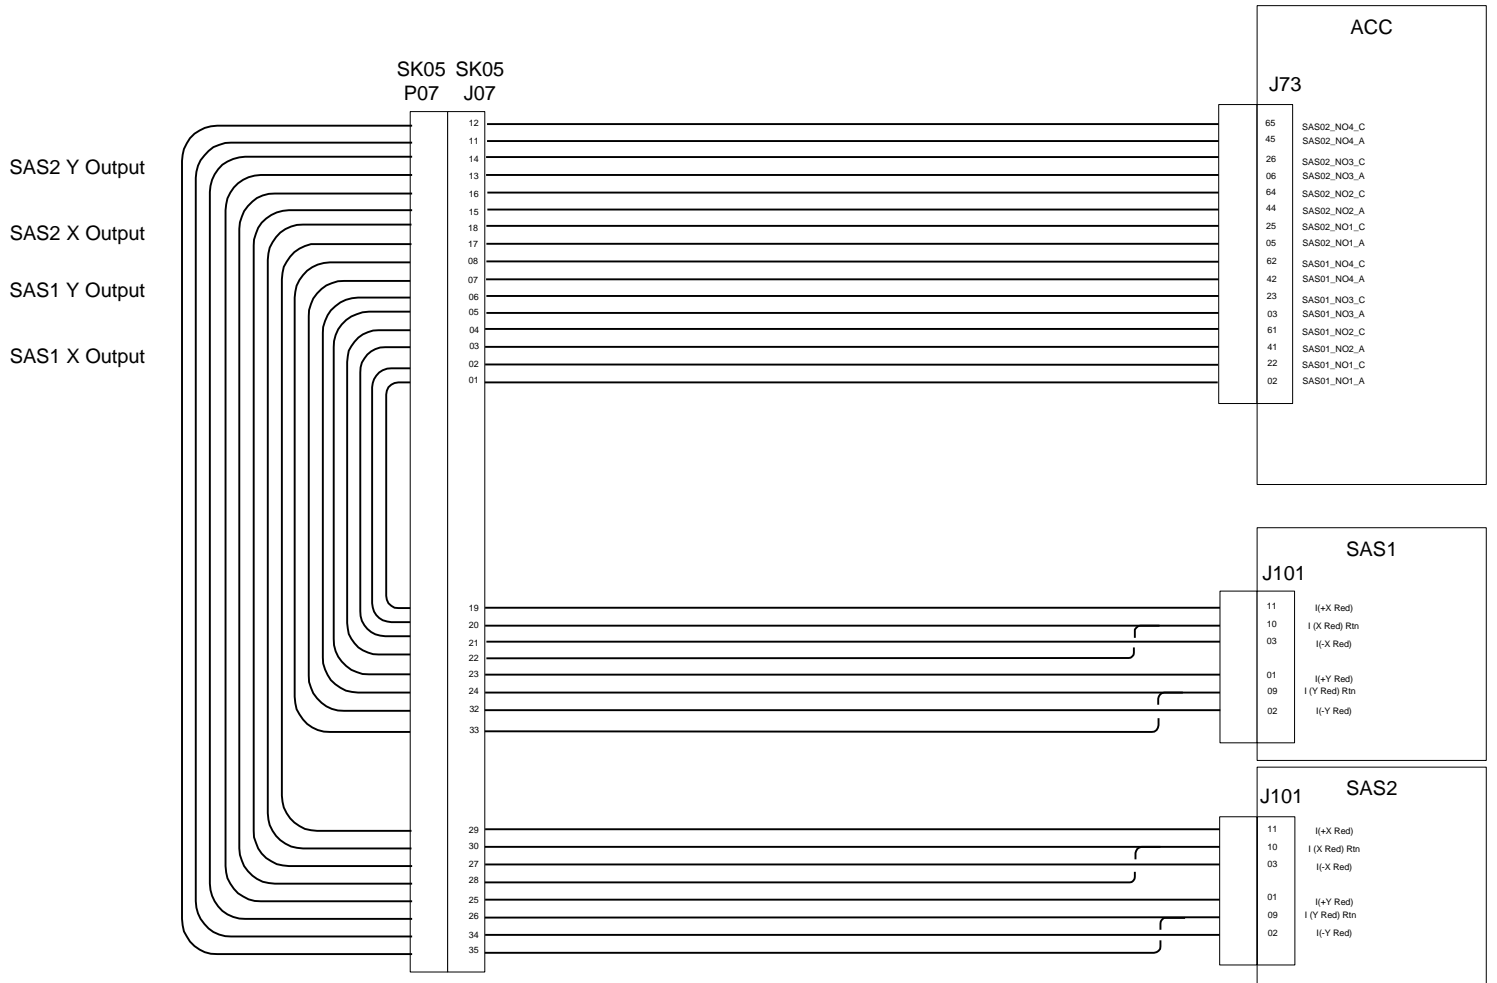 ACC
SK05 SK05
P07 J07
J73
12 65 SAS02_NO4_C
11 45 SAS02_NO4_A
14 26 SAS02_NO3_C
SAS2 Y Output
13 06 SAS02_NO3_A
16 64 SAS02_NO2_C
15 44 SAS02_NO2_A
18 25 SAS02_NO1_C
SAS2 X Output
17 05 SAS02_NO1_A
08 62 SAS01_NO4_C
07 42 SAS01_NO4_A
SAS1 Y Output
06 23 SAS01_NO3_C
05 03 SAS01_NO3_A
04 61 SAS01_NO2_C
03 41 SAS01_NO2_A
SAS1 X Output
02 22 SAS01_NO1_C
01 02 SAS01_NO1_A
SAS1
J101
19 11 I(+X Red)
20 10 I (X Red) Rtn
21 03 I(-X Red)
22
23 01 I(+Y Red)
24 09 I (Y Red) Rtn
32 02 I(-Y Red)
33
SAS2
J101
29 11 I(+X Red)
30 10 I (X Red) Rtn
27 03 I(-X Red)
28
25 01 I(+Y Red)
26 09 I (Y Red) Rtn
34 02 I(-Y Red)
35